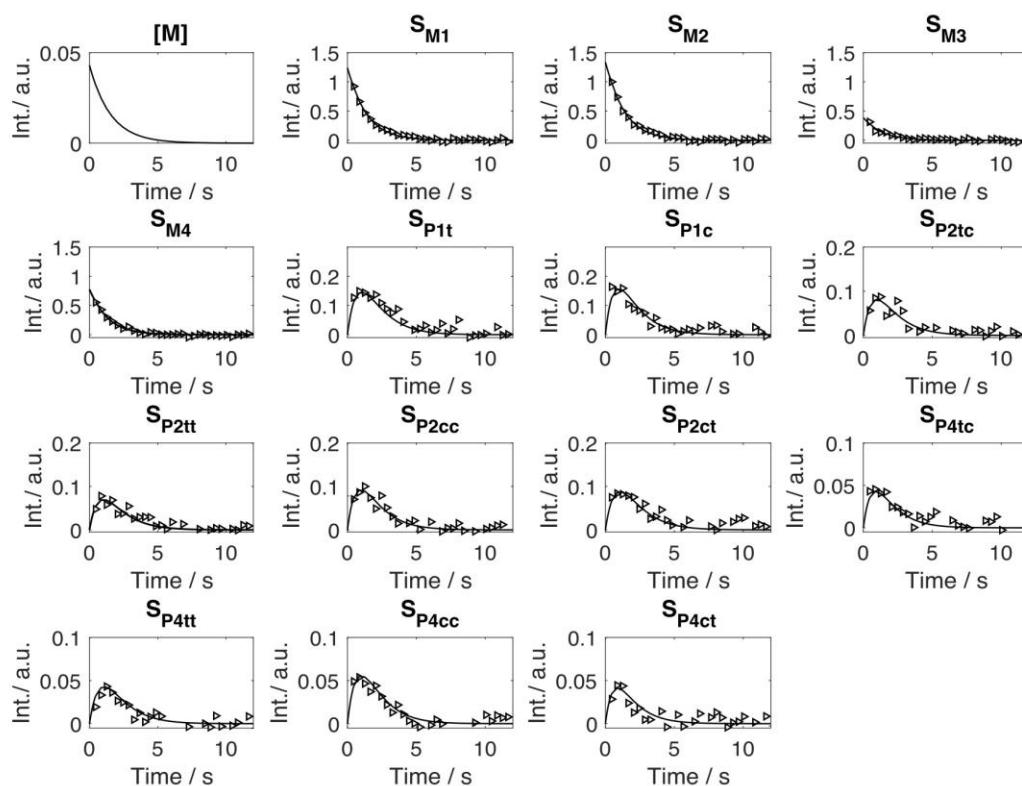 [M] S_M1 S_M2 S_M3
0.05 1.5 1.5 1.5
1 1 1
0.5 0.5 0.5
0 0 0 0
Int./ a.u. Int./ a.u. Int./ a.u. Int./ a.u.
0 5 10 0 5 10 0 5 10 0 5 10
Time / s Time / s Time / s Time / s
S_M4 S_P1t S_P1c S_P2tc
1.5 0.2 0.2 0.2
1 0.1 0.1 0.1
0.5
0 0 0 0
Int./ a.u. Int./ a.u. Int./ a.u. Int./ a.u.
0 5 10 0 5 10 0 5 10 0 5 10
Time / s Time / s Time / s Time / s
S_P2tt S_P2cc S_P2ct S_P4tc
0.2 0.2 0.2 0.1
0.1 0.1 0.1 0.05
0 0 0 0
Int./ a.u. Int./ a.u. Int./ a.u. Int./ a.u.
0 5 10 0 5 10 0 5 10 0 5 10
Time / s Time / s Time / s Time / s
S_P4tt S_P4cc S_P4ct
0.1 0.1 0.1
0.05 0.05 0.05
0 0 0
Int./ a.u. Int./ a.u. Int./ a.u.
0 5 10 0 5 10 0 5 10
Time / s Time / s Time / s